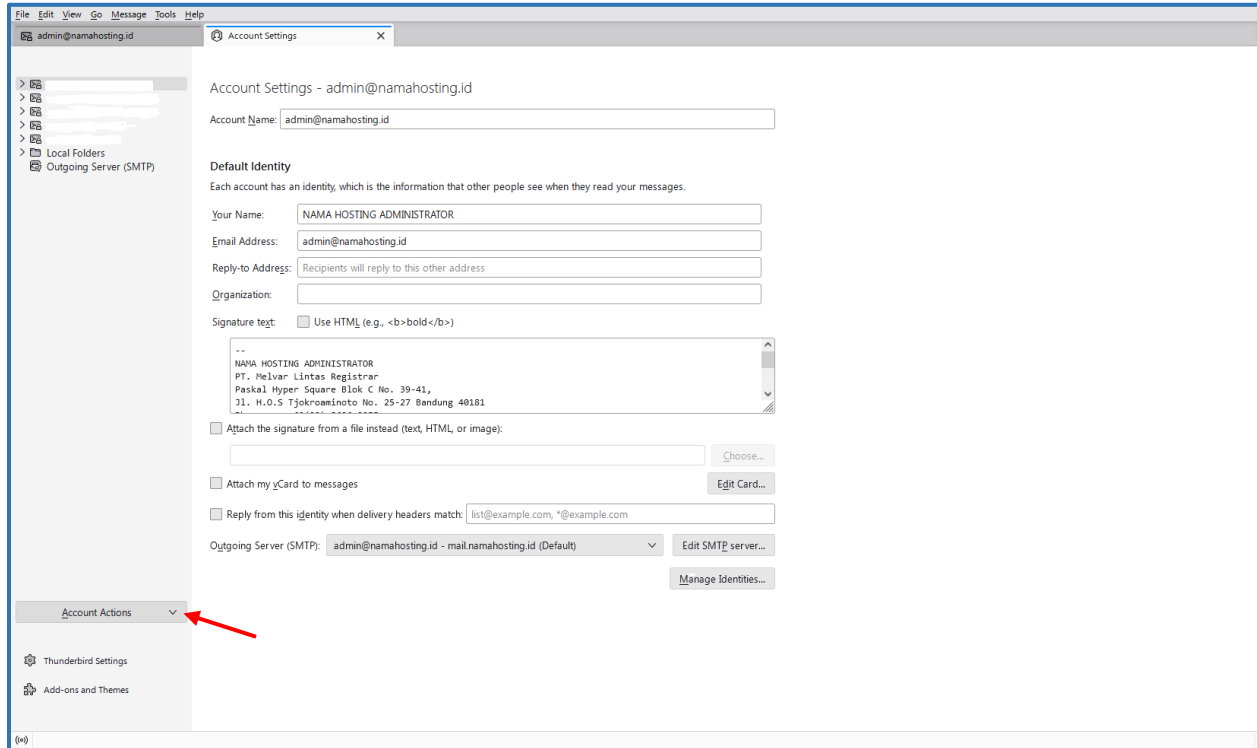 File Edit View Go Message Tools Help
admin@namahosting.id
Account Settings
Local Folders
Outgoing Server (SMTP)
Account Settings - admin@namahosting.id
Account Name: admin@namahosting.id
Default Identity
Each account has an identity, which is the information that other people see when they read your messages.
Your Name: NAMA HOSTING ADMINISTRATOR
Email Address: admin@namahosting.id
Reply-to Address: Recipients will reply to this other address
Organization:
Signature text: Use HTML (e.g., <b>bold</b>)
--
NAMA HOSTING ADMINISTRATOR
PT. Melvar Lintas Registrar
Paskal Hyper Square Blok C No. 39-41,
Jl. H.O.S Tjokroaminoto No. 25-27 Bandung 40181
Attach the signature from a file instead (text, HTML, or image):
Choose...
Attach my vCard to messages
Edit Card...
Reply from this identity when delivery headers match: list@example.com, *@example.com
Outgoing Server (SMTP): admin@namahosting.id - mail.namahosting.id (Default) Edit SMTP server...
Manage Identities...
Account Actions
Thunderbird Settings
Add-ons and Themes